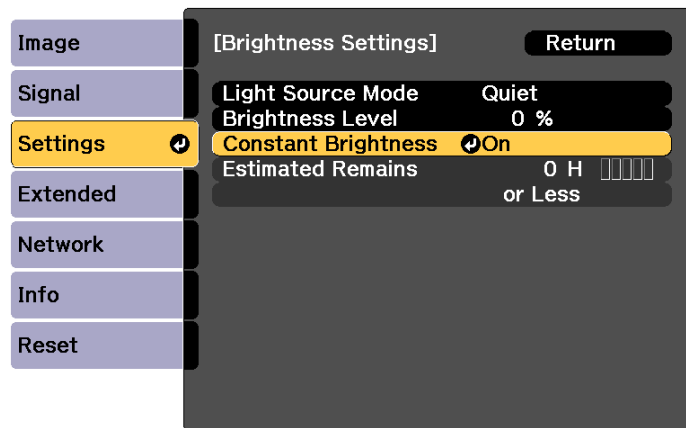 Image
Signal
Settings
Extended
Network
Info
Reset
[Brightness Settings] Return
Light Source Mode Quiet
Brightness Level 0 %
Constant Brightness On
Estimated Remains 0 H
or Less